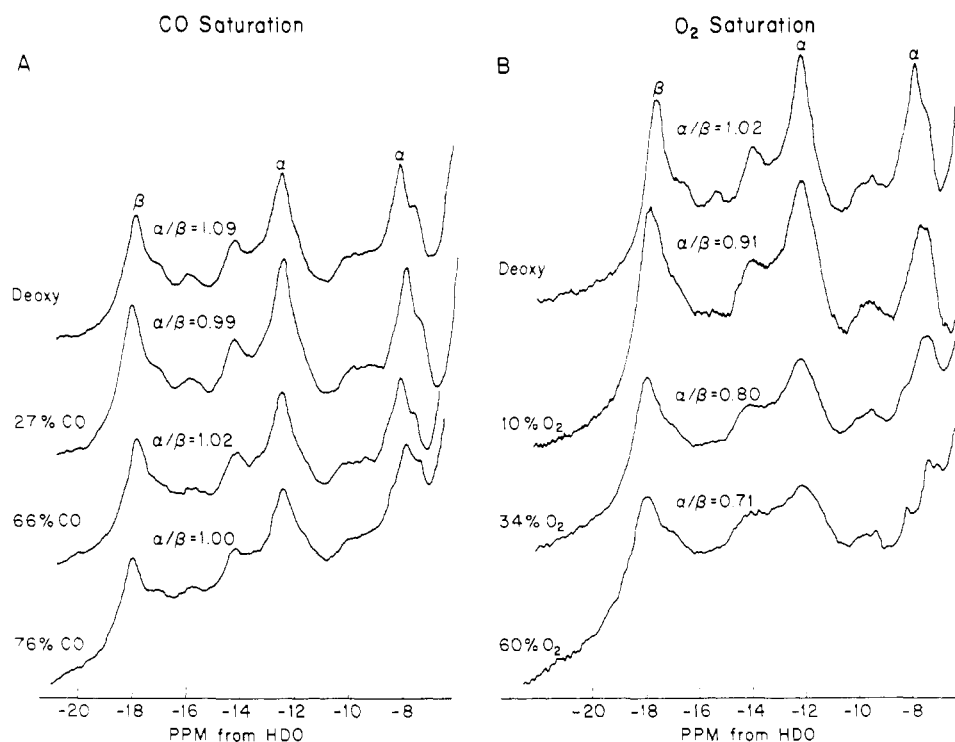 CO Saturation
A
β
α
α
α/β=1.09
Deoxy
α/β=0.99
27% CO
α/β=1.02
66% CO
α/β=1.00
76% CO
-20 -18 -16 -14 -12 -10 -8
PPM from HDO
O₂ Saturation
B
β
α
α
α/β=1.02
Deoxy
α/β=0.91
10% O₂
α/β=0.80
34% O₂
α/β=0.71
60% O₂
-20 -18 -16 -14 -12 -10 -8
PPM from HDO